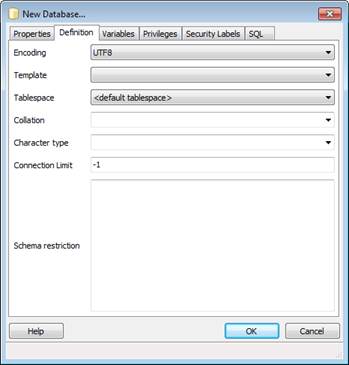 New Database...
Properties Definition Variables Privileges Security Labels SQL
Encoding UTF8
Template
Tablespace <default tablespace>
Collation
Character type
Connection Limit -1
Schema restriction
Help OK Cancel